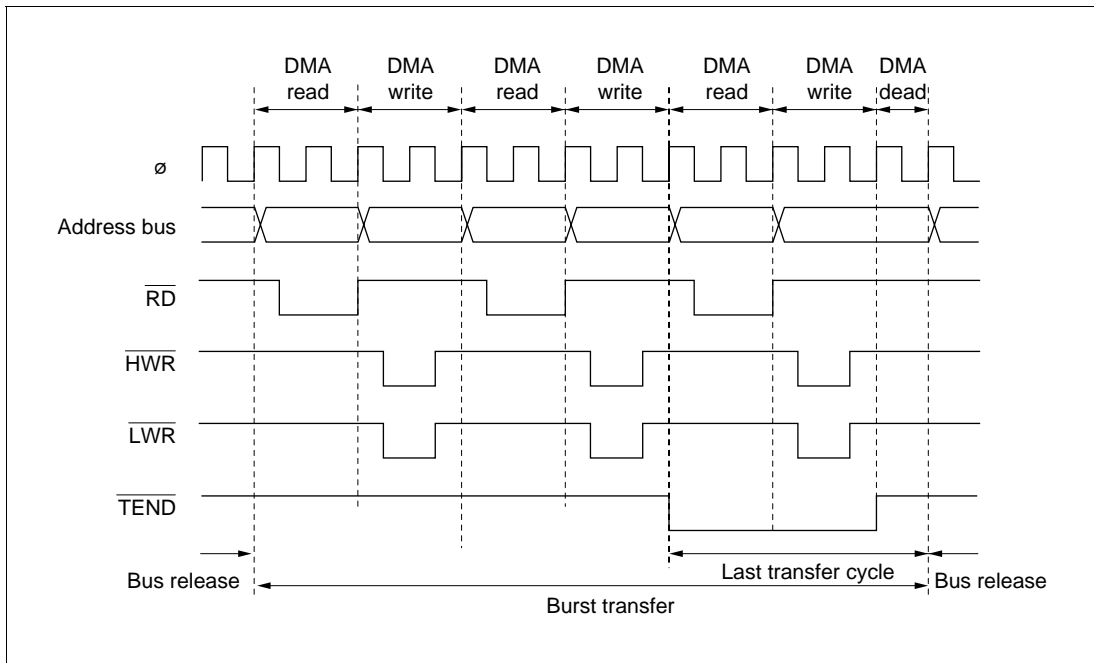 DMA read
DMA write
DMA read
DMA write
DMA read
DMA write
DMA dead
ø
Address bus
RD
HWR
LWR
TEND
Bus release
Last transfer cycle
Bus release
Burst transfer